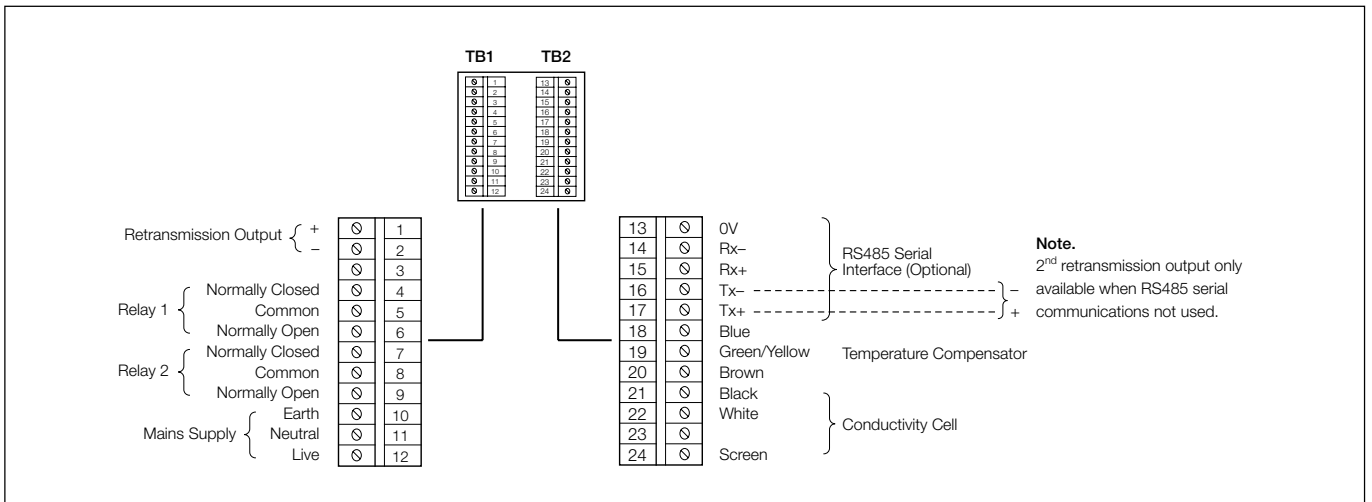 TB1 TB2
1 13
2 14
3 15
4 16
5 17
6 18
7 19
8 20
9 21
10 22
11 23
12 24
Retransmission Output + 1
– 2
3
Relay 1
Normally Closed 4
Common 5
Normally Open 6
Relay 2
Normally Closed 7
Common 8
Normally Open 9
Mains Supply
Earth 10
Neutral 11
Live 12
13 0V
14 Rx–
15 Rx+
16 Tx–
17 Tx+
RS485 Serial
Interface (Optional)
–
+
18 Blue
19 Green/Yellow
20 Brown
Temperature Compensator
21 Black
22 White
23
24 Screen
Conductivity Cell
Note.
2nd retransmission output only
available when RS485 serial
communications not used.